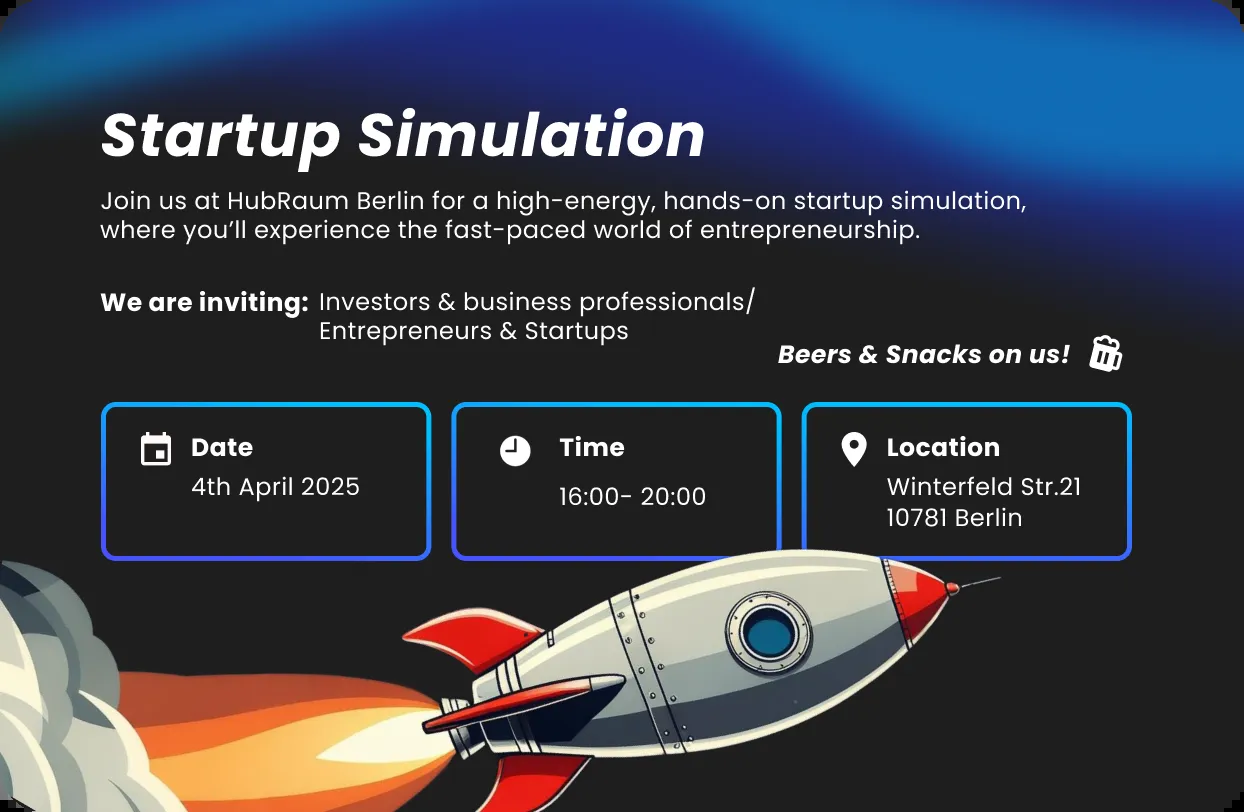 Startup Simulation
Join us at HubRaum Berlin for a high-energy, hands-on startup simulation,
where you’ll experience the fast-paced world of entrepreneurship.
We are inviting: Investors & business professionals/
Entrepreneurs & Startups
Beers & Snacks on us!
Date
4th April 2025
Time
16:00- 20:00
Location
Winterfeld Str.21
10781 Berlin